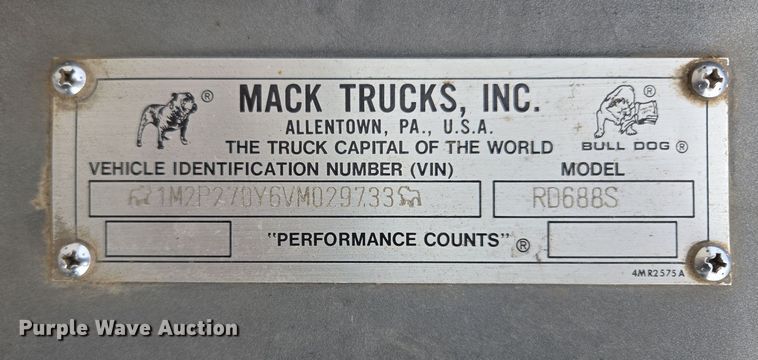 MACK TRUCKS, INC.
ALLENTOWN, PA., U.S.A.
THE TRUCK CAPITAL OF THE WORLD
BULL DOG ®
®
VEHICLE IDENTIFICATION NUMBER (VIN)
MODEL
1M2P270Y6VM029733
RD688S
"PERFORMANCE COUNTS" ®
4MR2575A
Purple Wave Auction